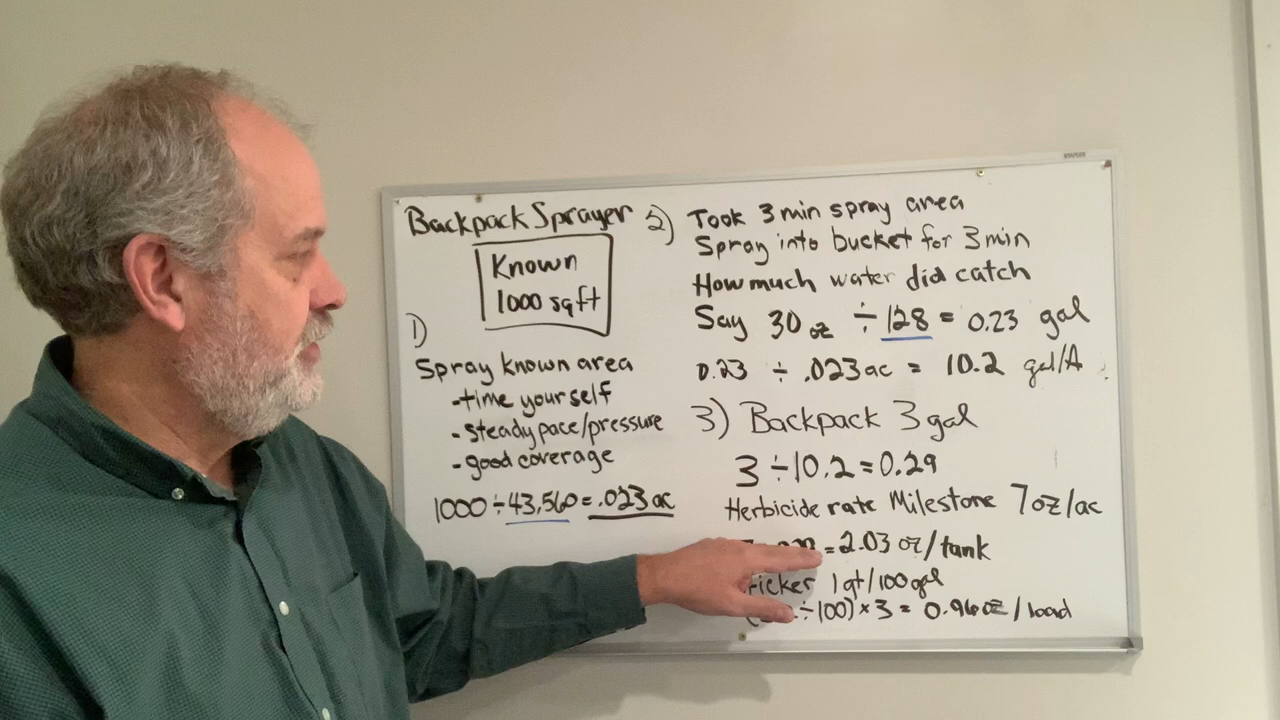 Backpack Sprayer
Known
1000 sqft
1)
Spray known area
- time yourself
- steady pace/pressure
- good coverage
1000 ÷ 43,560 = .023 ac
2) Took 3 min spray area
Spray into bucket for 3 min
How much water did catch
Say 30 oz ÷ 128 = 0.23 gal
0.23 ÷ .023 ac = 10.2 gal/A
3) Backpack 3 gal
3 ÷ 10.2 = 0.29
Herbicide rate Milestone 7 oz/ac
= 2.03 oz/tank
1 qt/100 gal
÷ 100) × 3 = 0.96 oz/load
STAPLES